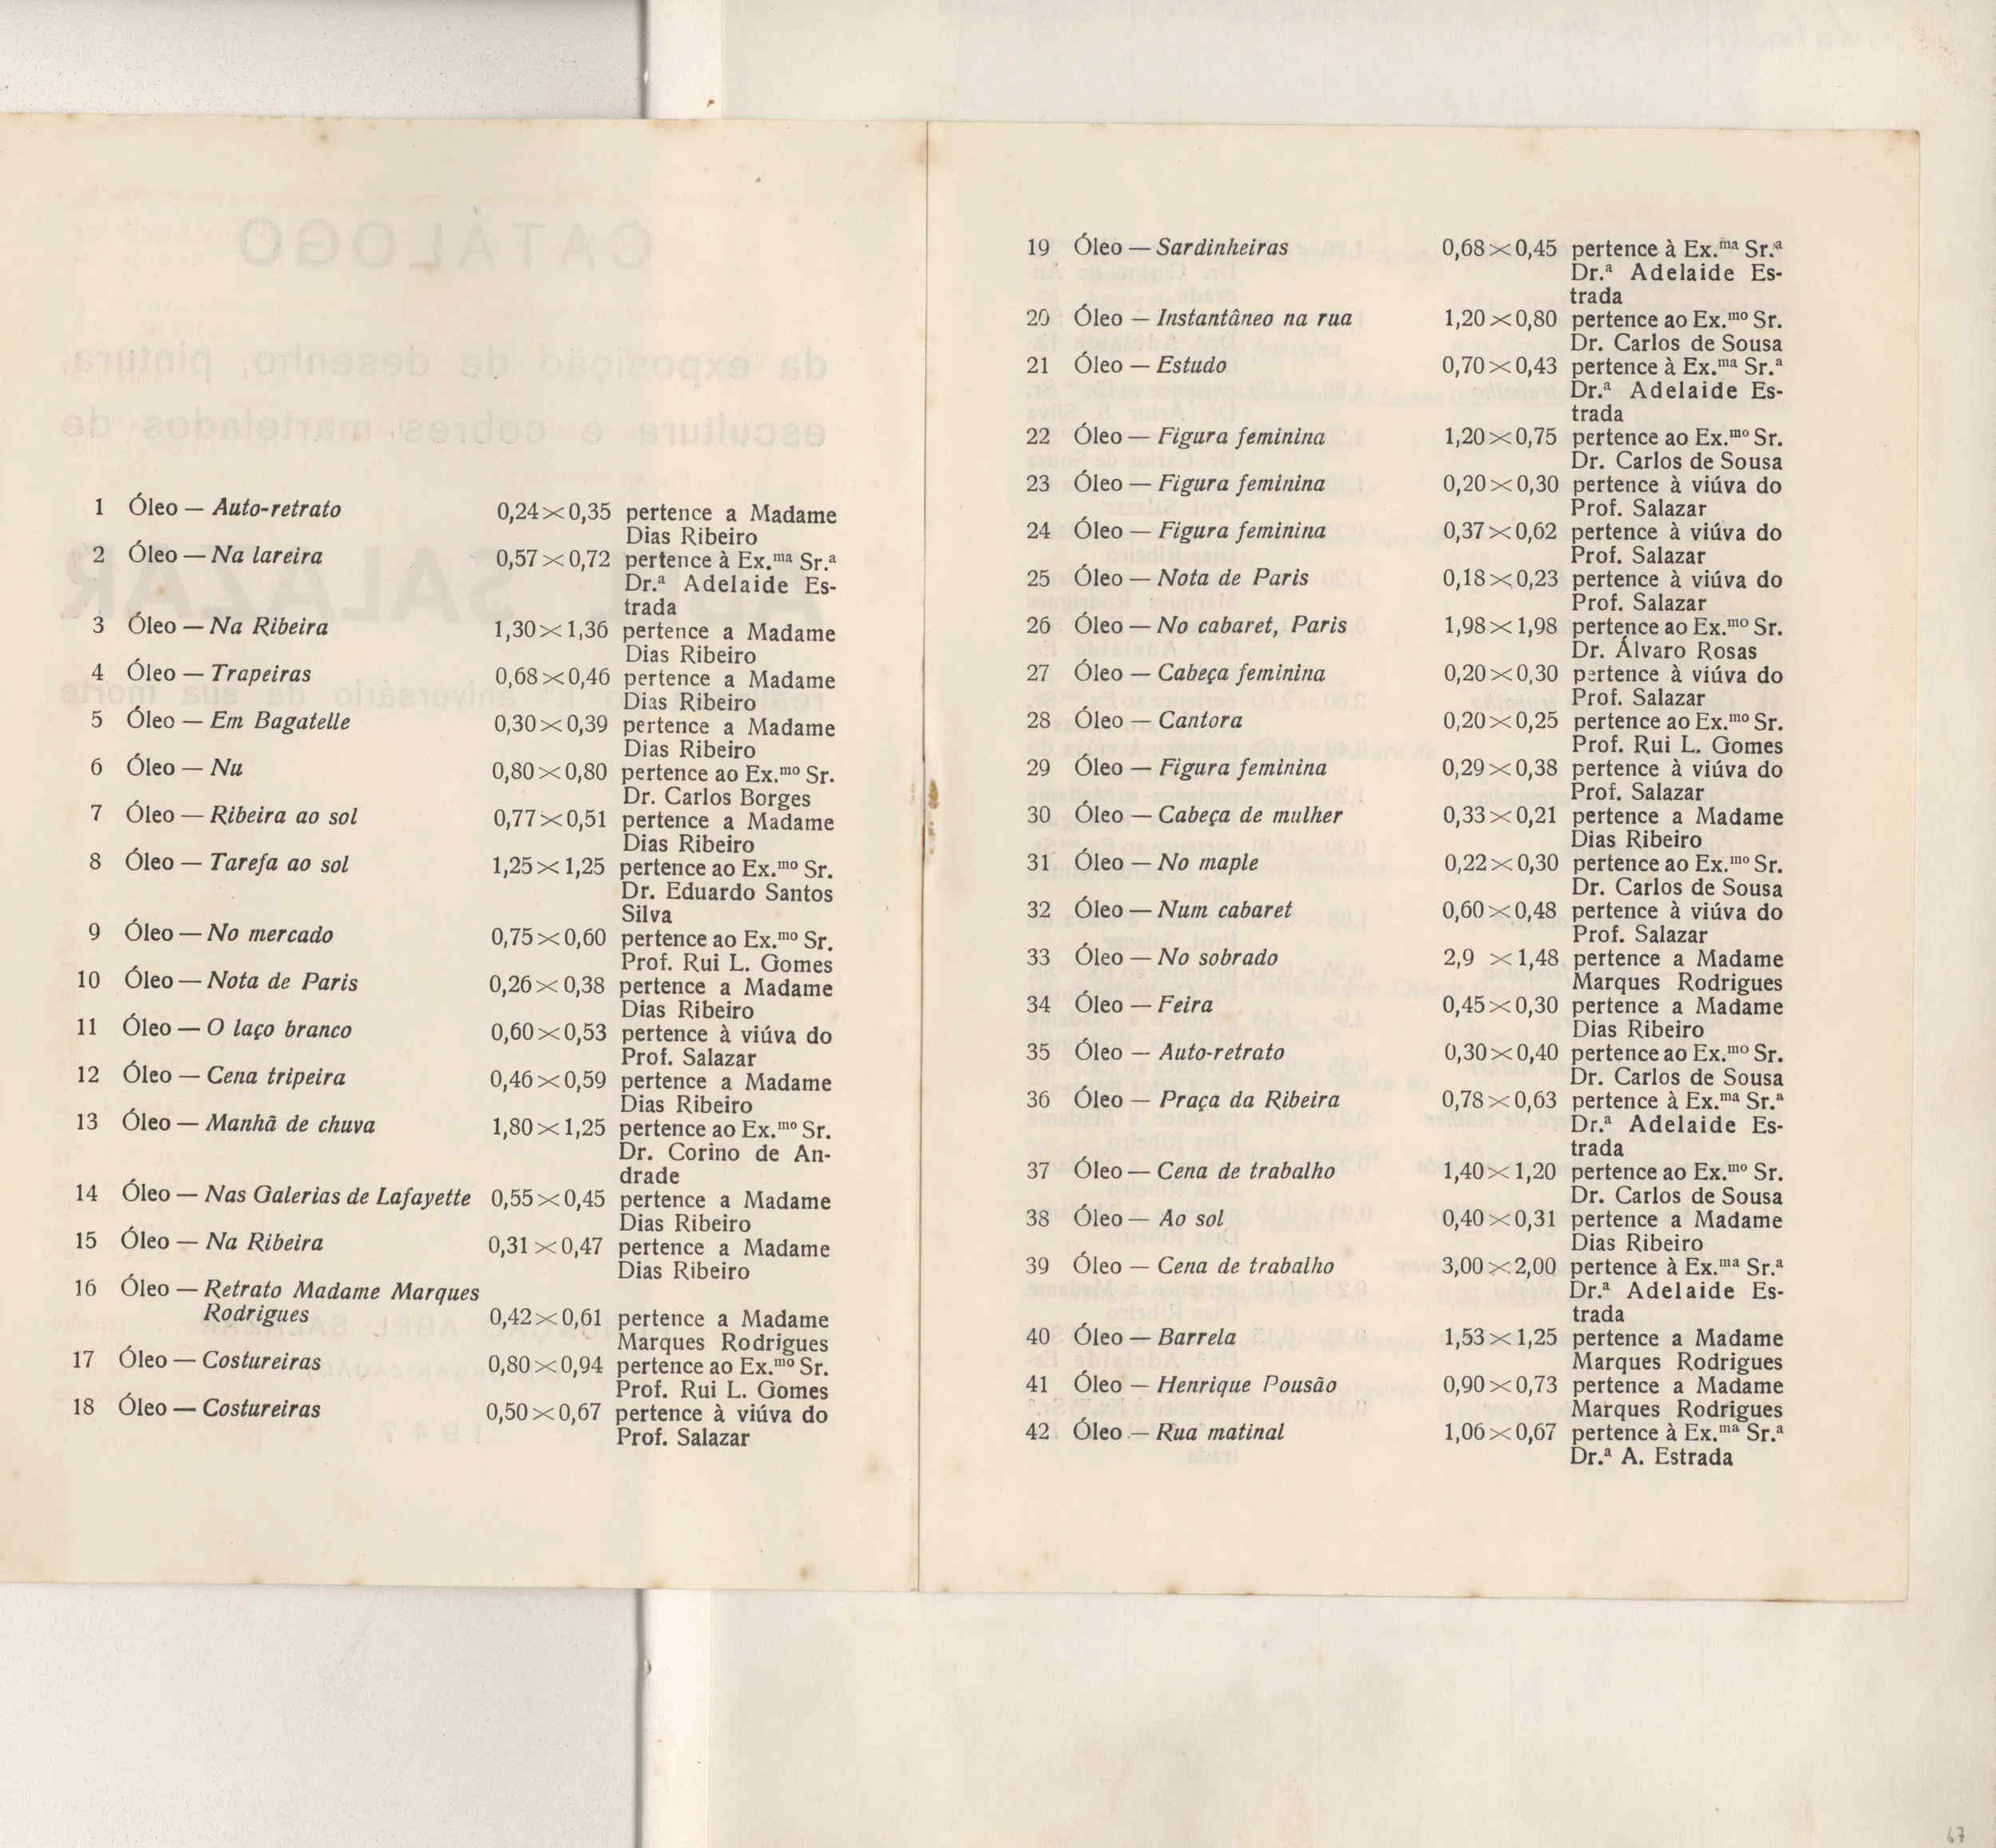 1 Óleo — Auto-retrato 0,24×0,35 pertence a Madame
Dias Ribeiro
2 Óleo — Na lareira 0,57×0,72 pertence à Ex.ma Sr.a
Dr.a Adelaide Es-
trada
3 Óleo — Na Ribeira 1,30×1,36 pertence a Madame
Dias Ribeiro
4 Óleo — Trapeiras 0,68×0,46 pertence a Madame
Dias Ribeiro
5 Óleo — Em Bagatelle 0,30×0,39 pertence a Madame
Dias Ribeiro
6 Óleo — Nu 0,80×0,80 pertence ao Ex.mo Sr.
Dr. Carlos Borges
7 Óleo — Ribeira ao sol 0,77×0,51 pertence a Madame
Dias Ribeiro
8 Óleo — Tarefa ao sol 1,25×1,25 pertence ao Ex.mo Sr.
Dr. Eduardo Santos
Silva
9 Óleo — No mercado 0,75×0,60 pertence ao Ex.mo Sr.
Prof. Rui L. Gomes
10 Óleo — Nota de Paris 0,26×0,38 pertence a Madame
Dias Ribeiro
11 Óleo — O laço branco 0,60×0,53 pertence à viúva do
Prof. Salazar
12 Óleo — Cena tripeira 0,46×0,59 pertence a Madame
Dias Ribeiro
13 Óleo — Manhã de chuva 1,80×1,25 pertence ao Ex.mo Sr.
Dr. Corino de An-
drade
14 Óleo — Nas Galerias de Lafayette 0,55×0,45 pertence a Madame
Dias Ribeiro
15 Óleo — Na Ribeira 0,31×0,47 pertence a Madame
Dias Ribeiro
16 Óleo — Retrato Madame Marques
Rodrigues 0,42×0,61 pertence a Madame
Marques Rodrigues
17 Óleo — Costureiras 0,80×0,94 pertence ao Ex.mo Sr.
Prof. Rui L. Gomes
18 Óleo — Costureiras 0,50×0,67 pertence à viúva do
Prof. Salazar
19 Óleo — Sardinheiras 0,68×0,45 pertence à Ex.ma Sr.a
Dr.a Adelaide Es-
trada
20 Óleo — Instantâneo na rua 1,20×0,80 pertence ao Ex.mo Sr.
Dr. Carlos de Sousa
21 Óleo — Estudo 0,70×0,43 pertence à Ex.ma Sr.a
Dr.a Adelaide Es-
trada
22 Óleo — Figura feminina 1,20×0,75 pertence ao Ex.mo Sr.
Dr. Carlos de Sousa
23 Óleo — Figura feminina 0,20×0,30 pertence à viúva do
Prof. Salazar
24 Óleo — Figura feminina 0,37×0,62 pertence à viúva do
Prof. Salazar
25 Óleo — Nota de Paris 0,18×0,23 pertence à viúva do
Prof. Salazar
26 Óleo — No cabaret, Paris 1,98×1,98 pertence ao Ex.mo Sr.
Dr. Álvaro Rosas
27 Óleo — Cabeça feminina 0,20×0,30 pertence à viúva do
Prof. Salazar
28 Óleo — Cantora 0,20×0,25 pertence ao Ex.mo Sr.
Prof. Rui L. Gomes
29 Óleo — Figura feminina 0,29×0,38 pertence à viúva do
Prof. Salazar
30 Óleo — Cabeça de mulher 0,33×0,21 pertence a Madame
Dias Ribeiro
31 Óleo — No maple 0,22×0,30 pertence ao Ex.mo Sr.
Dr. Carlos de Sousa
32 Óleo — Num cabaret 0,60×0,48 pertence à viúva do
Prof. Salazar
33 Óleo — No sobrado 2,9 ×1,48 pertence a Madame
Marques Rodrigues
34 Óleo — Feira 0,45×0,30 pertence a Madame
Dias Ribeiro
35 Óleo — Auto-retrato 0,30×0,40 pertence ao Ex.mo Sr.
Dr. Carlos de Sousa
36 Óleo — Praça da Ribeira 0,78×0,63 pertence à Ex.ma Sr.a
Dr.a Adelaide Es-
trada
37 Óleo — Cena de trabalho 1,40×1,20 pertence ao Ex.mo Sr.
Dr. Carlos de Sousa
38 Óleo — Ao sol 0,40×0,31 pertence a Madame
Dias Ribeiro
39 Óleo — Cena de trabalho 3,00×2,00 pertence à Ex.ma Sr.a
Dr.a Adelaide Es-
trada
40 Óleo — Barrela 1,53×1,25 pertence a Madame
Marques Rodrigues
41 Óleo — Henrique Pousão 0,90×0,73 pertence a Madame
Marques Rodrigues
42 Óleo — Rua matinal 1,06×0,67 pertence à Ex.ma Sr.a
Dr.a A. Estrada
67